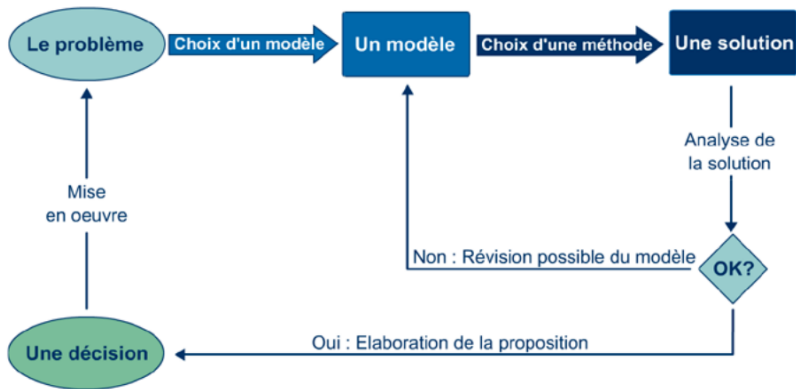 Le problème
Choix d'un modèle
Un modèle
Choix d'une méthode
Une solution
Analyse de
la solution
Mise
en oeuvre
Non : Révision possible du modèle
OK?
Oui : Elaboration de la proposition
Une décision